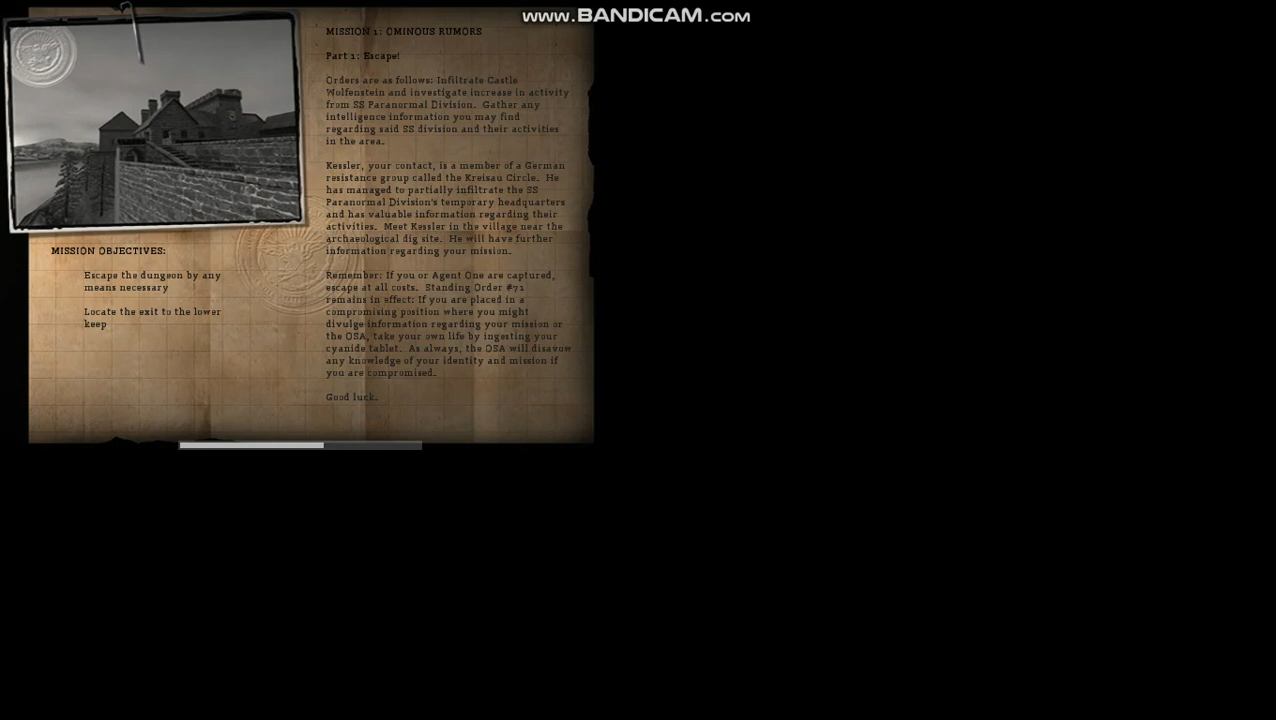 www.BANDICAM.com
MISSION 1: OMINOUS RUMORS
Part 1: Escape!
Orders are as follows: Infiltrate Castle
Wolfenstein and investigate increase in activity
from SS Paranormal Division. Gather any
intelligence information you may find
regarding said SS division and their activities
in the area.
Kessler, your contact, is a member of a German
resistance group called the Kreisau Circle. He
has managed to partially infiltrate the SS
Paranormal Division's temporary headquarters
and has valuable information regarding their
activities. Meet Kessler in the village near the
archaeological dig site. He will have further
information regarding your mission.
Remember: If you or Agent One are captured,
escape at all costs. Standing Order #71
remains in effect: If you are placed in a
compromising position where you might
divulge information regarding your mission or
the OSA, take your own life by ingesting your
cyanide tablet. As always, the OSA will disavow
any knowledge of your identity and mission if
you are compromised.
Good luck.
MISSION OBJECTIVES:
Escape the dungeon by any
means necessary
Locate the exit to the lower
keep